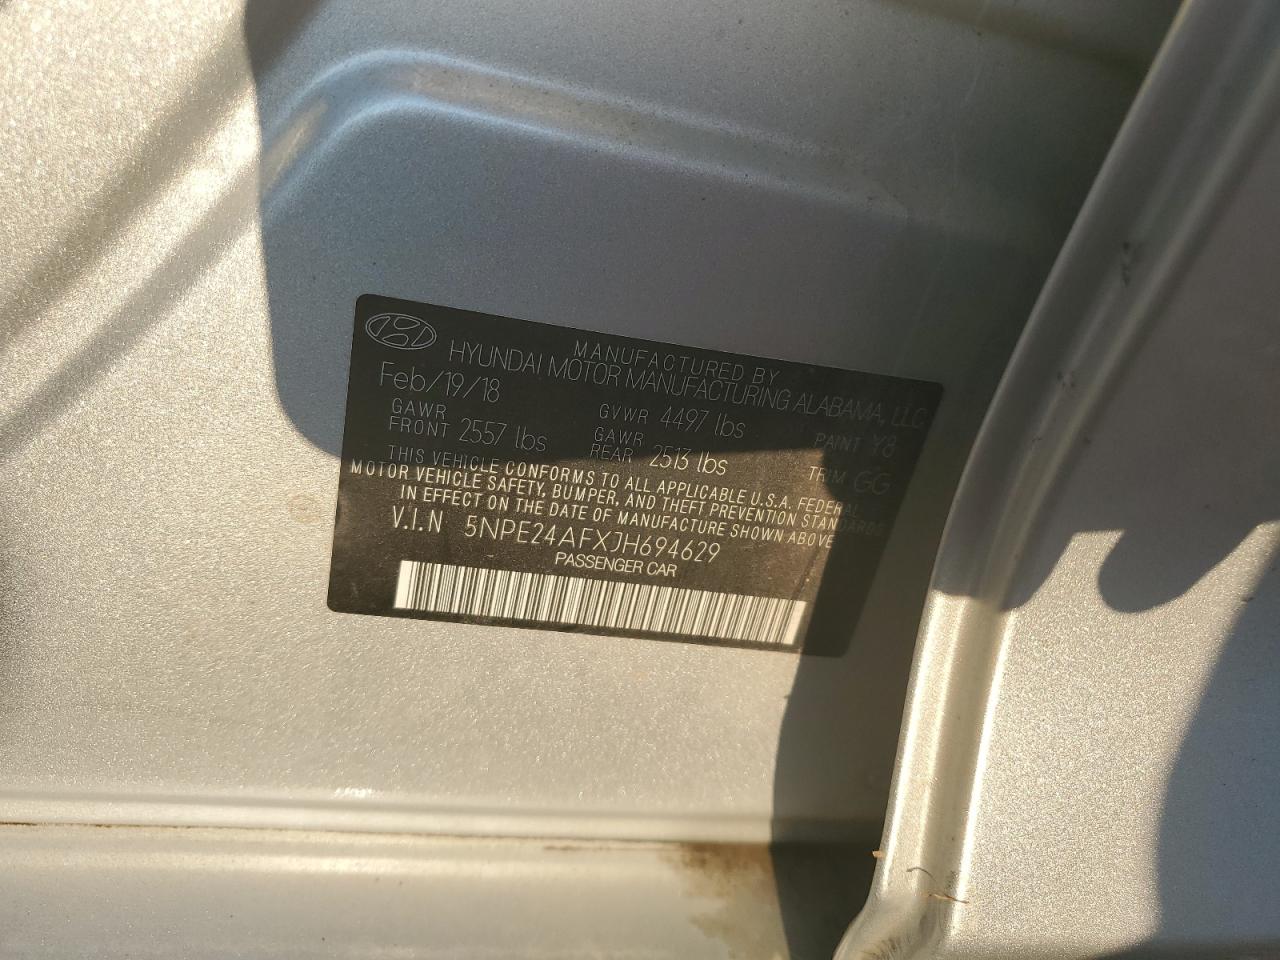 MANUFACTURED BY
HYUNDAI MOTOR MANUFACTURING ALABAMA, LLC
Feb/19/18 GVWR 4497 lbs PAINT Y8
GAWR FRONT 2557 lbs GAWR REAR 2513 lbs TRIM GG
THIS VEHICLE CONFORMS TO ALL APPLICABLE U.S.A. FEDERAL
MOTOR VEHICLE SAFETY, BUMPER, AND THEFT PREVENTION STANDARDS
IN EFFECT ON THE DATE OF MANUFACTURE SHOWN ABOVE
V.I.N 5NPE24AFXJH694629
PASSENGER CAR